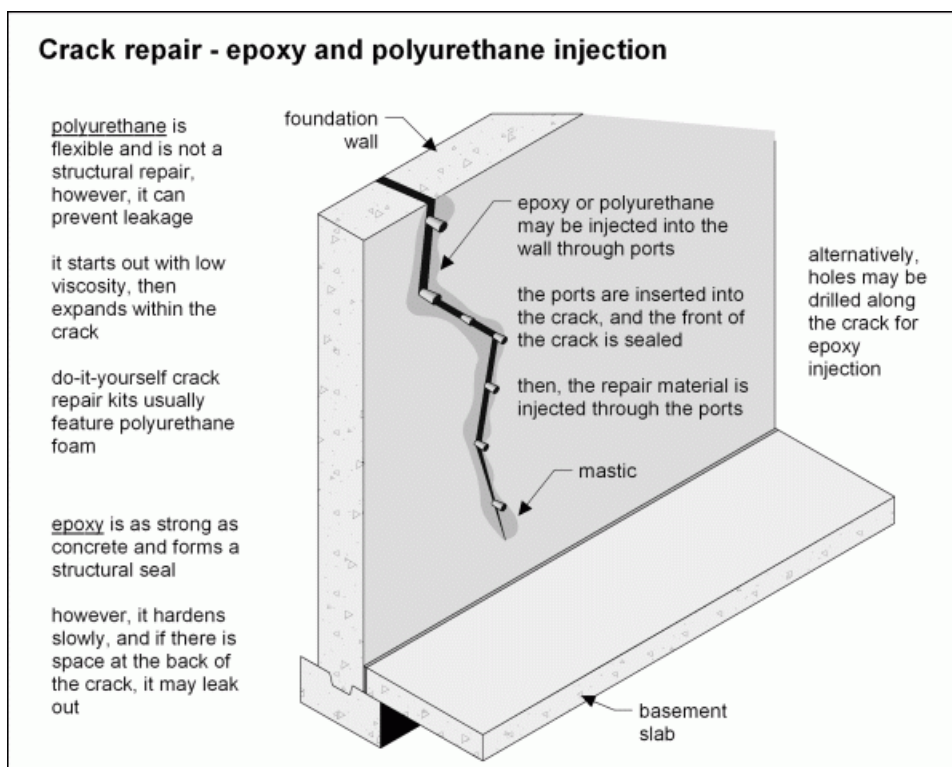 Crack repair - epoxy and polyurethane injection
polyurethane is
flexible and is not a
structural repair,
however, it can
prevent leakage
it starts out with low
viscosity, then
expands within the
crack
do-it-yourself crack
repair kits usually
feature polyurethane
foam
epoxy is as strong as
concrete and forms a
structural seal
however, it hardens
slowly, and if there is
space at the back of
the crack, it may leak
out
foundation
wall
epoxy or polyurethane
may be injected into the
wall through ports
the ports are inserted into
the crack, and the front of
the crack is sealed
then, the repair material is
injected through the ports
mastic
alternatively,
holes may be
drilled along
the crack for
epoxy
injection
basement
slab